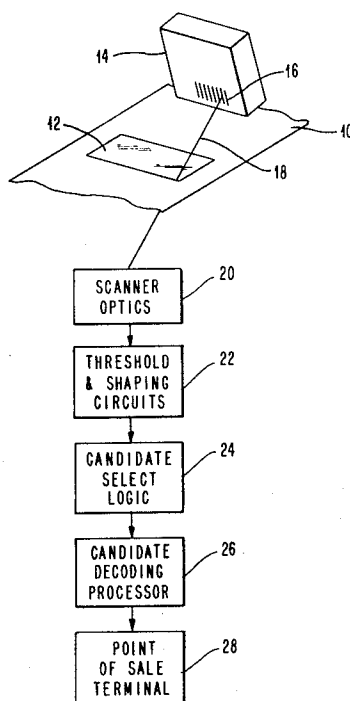 14
16
12
10
18
SCANNER
OPTICS
20
THRESHOLD
& SHAPING
CIRCUITS
22
CANDIDATE
SELECT
LOGIC
24
CANDIDATE
DECODING
PROCESSOR
26
POINT
OF SALE
TERMINAL
28